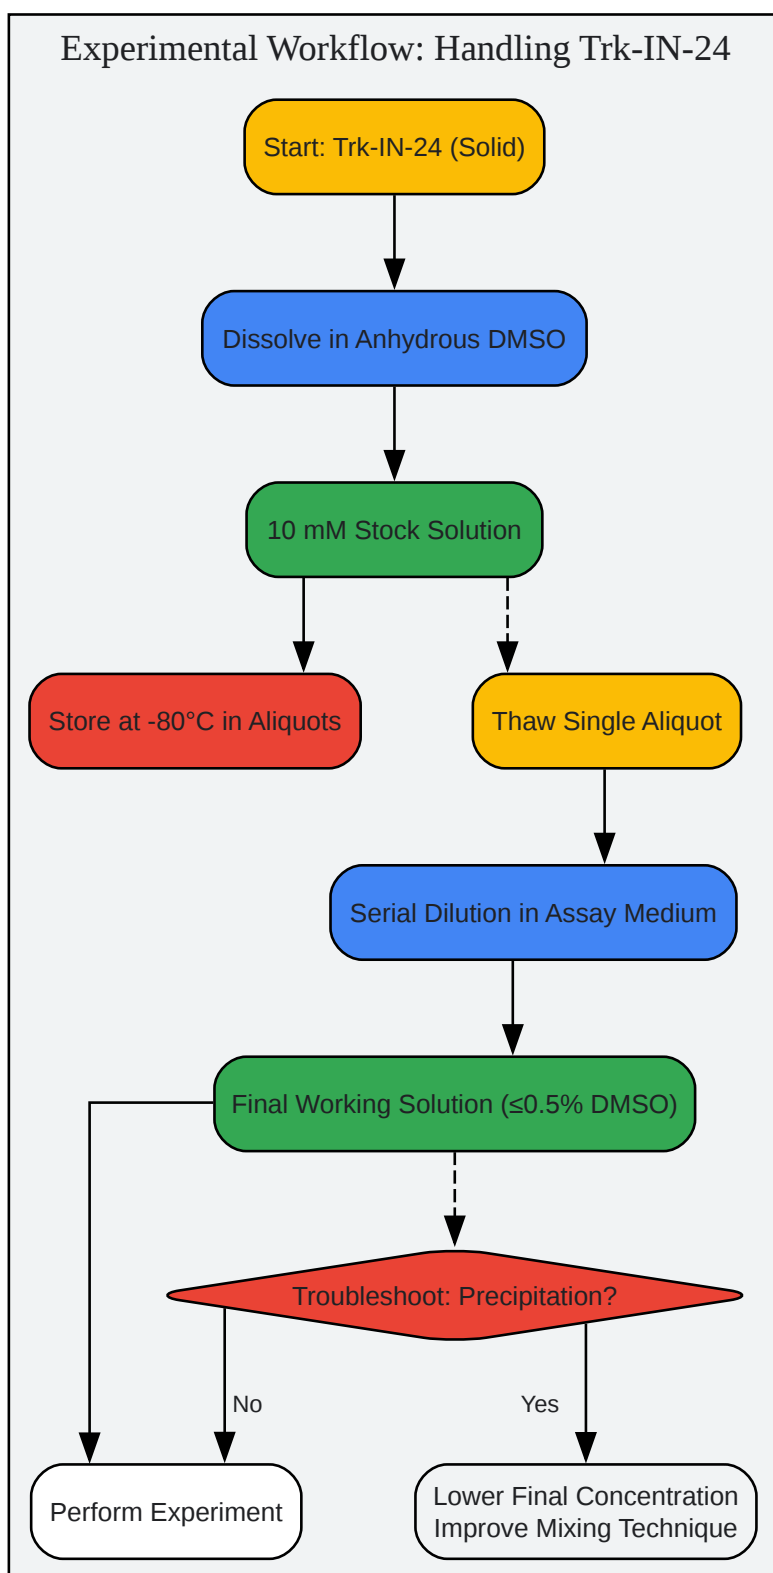 Experimental Workflow: Handling Trk-IN-24
Start: Trk-IN-24 (Solid)
Dissolve in Anhydrous DMSO
10 mM Stock Solution
Store at -80°C in Aliquots
Thaw Single Aliquot
Serial Dilution in Assay Medium
Final Working Solution (≤0.5% DMSO)
Troubleshoot: Precipitation?
No
Yes
Perform Experiment
Lower Final Concentration
Improve Mixing Technique